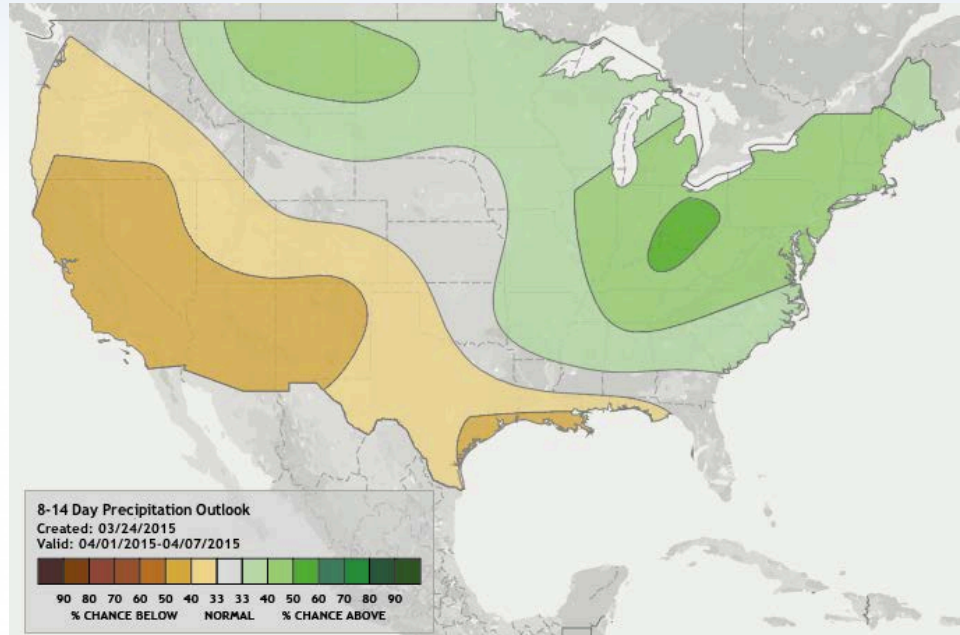 8-14 Day Precipitation Outlook
Created: 03/24/2015
Valid: 04/01/2015-04/07/2015
90 80 70 60 50 40 33 33 40 50 60 70 80 90
% CHANCE BELOW NORMAL % CHANCE ABOVE